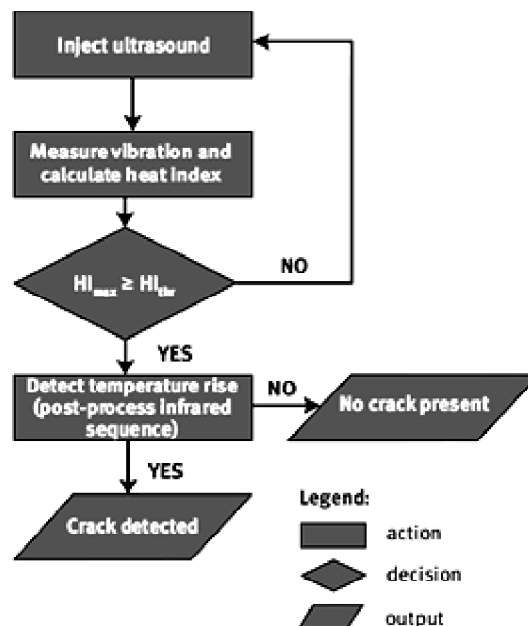 Inject ultrasound
Measure vibration and
calculate heat index
HImax ≥ HIthr
NO
YES
Detect temperature rise
(post-process infrared
sequence)
NO
No crack present
YES
Crack detected
Legend:
action
decision
output